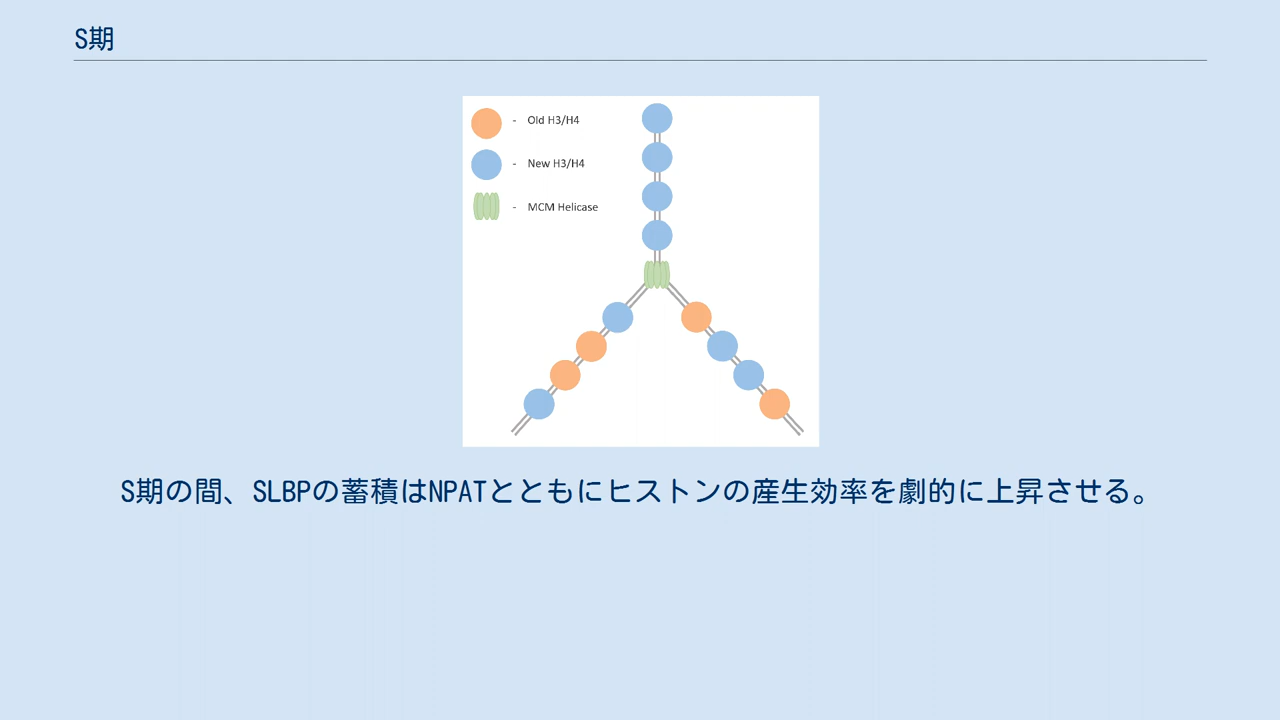 S期
- Old H3/H4
- New H3/H4
- MCM Helicase
S期の間、SLBPの蓄積はNPATとともにヒストンの産生効率を劇的に上昇させる。